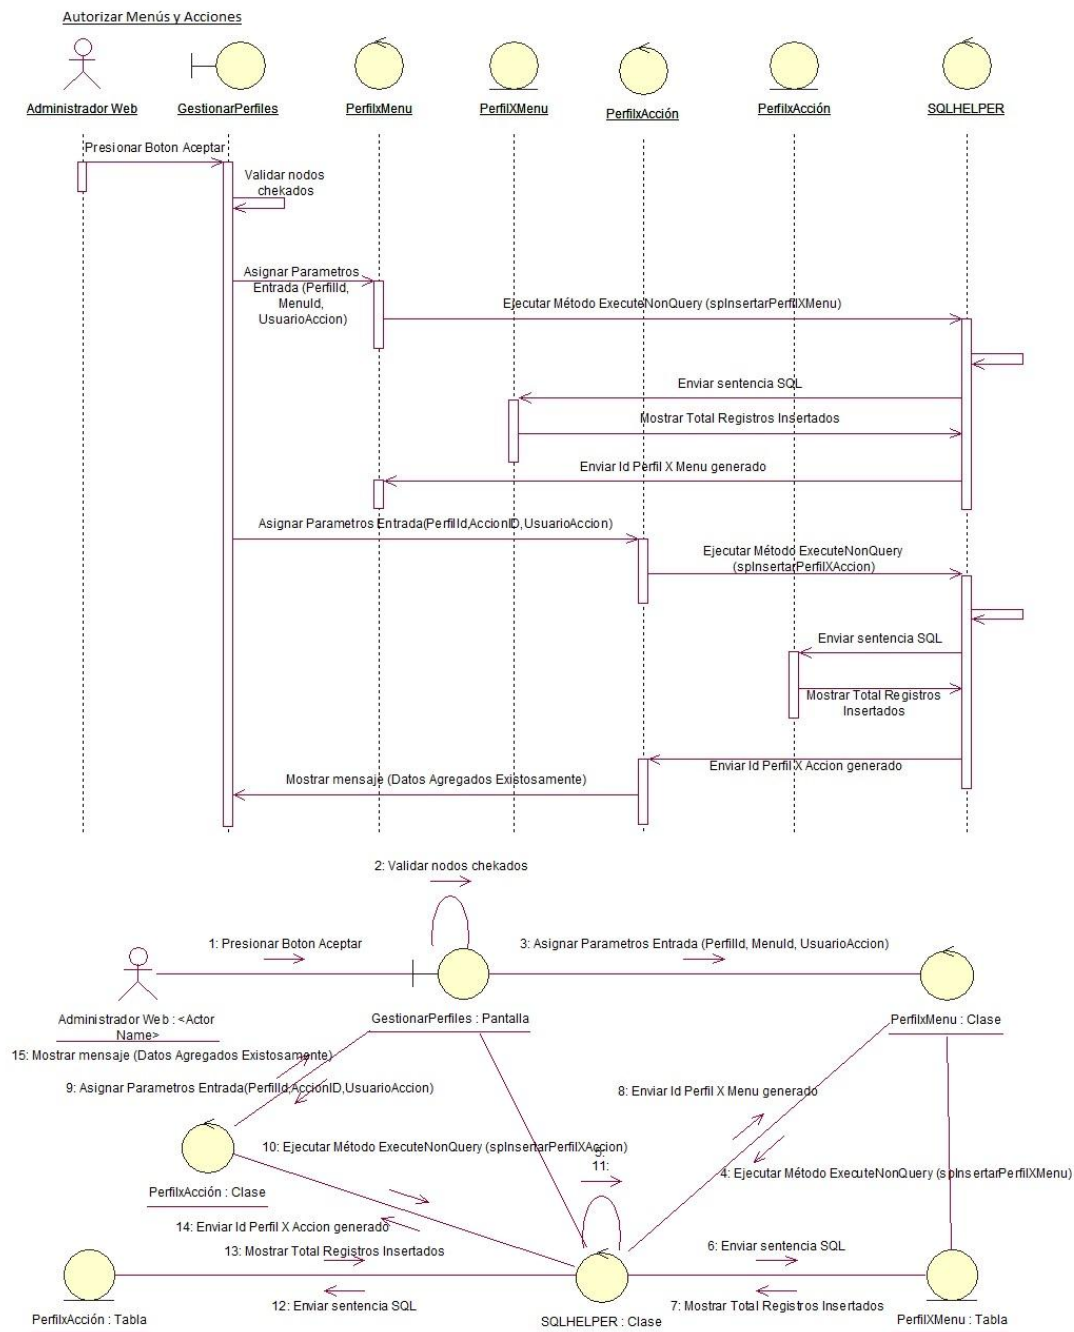 Autorizar Menús y Acciones
Administrador Web
GestionarPerfiles
PerfilxMenu
PerfilXMenu
PerfilxAcción
PerfilxAcción
SQLHELPER
Presionar Boton Aceptar
Validar nodos
chekados
Asignar Parametros
Entrada (PerfilId,
MenuId,
UsuarioAccion)
Ejecutar Método ExecuteNonQuery (spInsertarPerfilXMenu)
Enviar sentencia SQL
Mostrar Total Registros Insertados
Enviar Id Perfil X Menu generado
Asignar Parametros Entrada(PerfilId,AccionID,UsuarioAccion)
Ejecutar Método ExecuteNonQuery
(spInsertarPerfilXAccion)
Enviar sentencia SQL
Mostrar Total Registros
Insertados
Enviar Id Perfil X Accion generado
Mostrar mensaje (Datos Agregados Existosamente)
2: Validar nodos chekados
1: Presionar Boton Aceptar
3: Asignar Parametros Entrada (PerfilId, MenuId, UsuarioAccion)
Administrador Web : <Actor
Name>
GestionarPerfiles : Pantalla
PerfilxMenu : Clase
15: Mostrar mensaje (Datos Agregados Existosamente)
9: Asignar Parametros Entrada(PerfilId,AccionID,UsuarioAccion)
8: Enviar Id Perfil X Menu generado
10: Ejecutar Método ExecuteNonQuery (spInsertarPerfilXAccion)
5:
11:
4: Ejecutar Método ExecuteNonQuery (spInsertarPerfilXMenu)
PerfilxAcción : Clase
14: Enviar Id Perfil X Accion generado
13: Mostrar Total Registros Insertados
6: Enviar sentencia SQL
12: Enviar sentencia SQL
7: Mostrar Total Registros Insertados
PerfilxAcción : Tabla
SQLHELPER : Clase
PerfilXMenu : Tabla